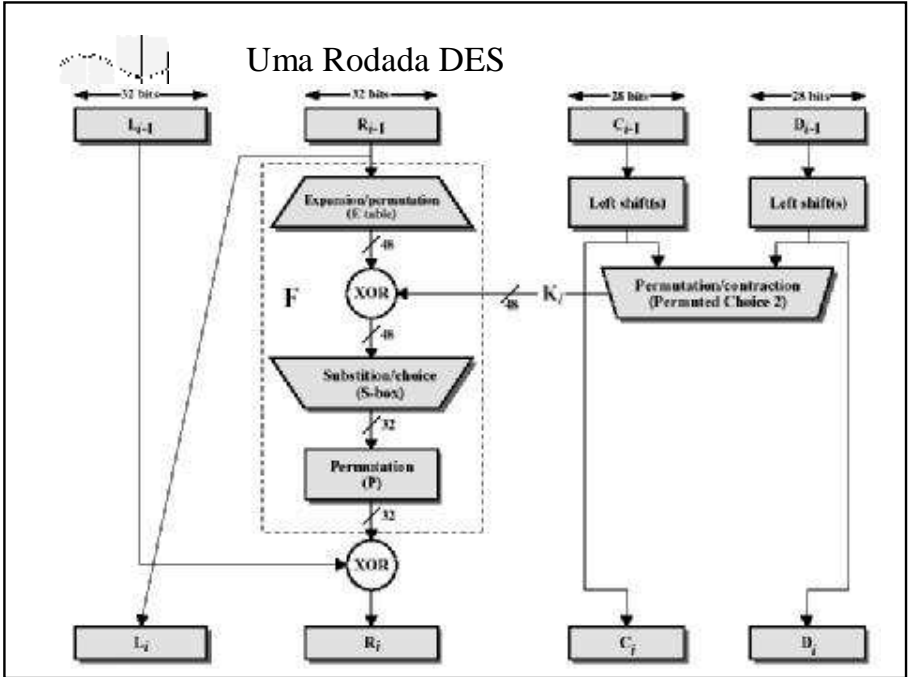 Uma Rodada DES
32 bits
32 bits
28 bits
28 bits
Li-1
Ri-1
Ci-1
Di-1
Expansion/permutation
(E table)
Left shift(s)
Left shift(s)
48
F
XOR
48
Ki
Permutation/contraction
(Permuted Choice 2)
48
Substition/choice
(S-box)
32
Permutation
(P)
32
XOR
Li
Ri
Ci
Di